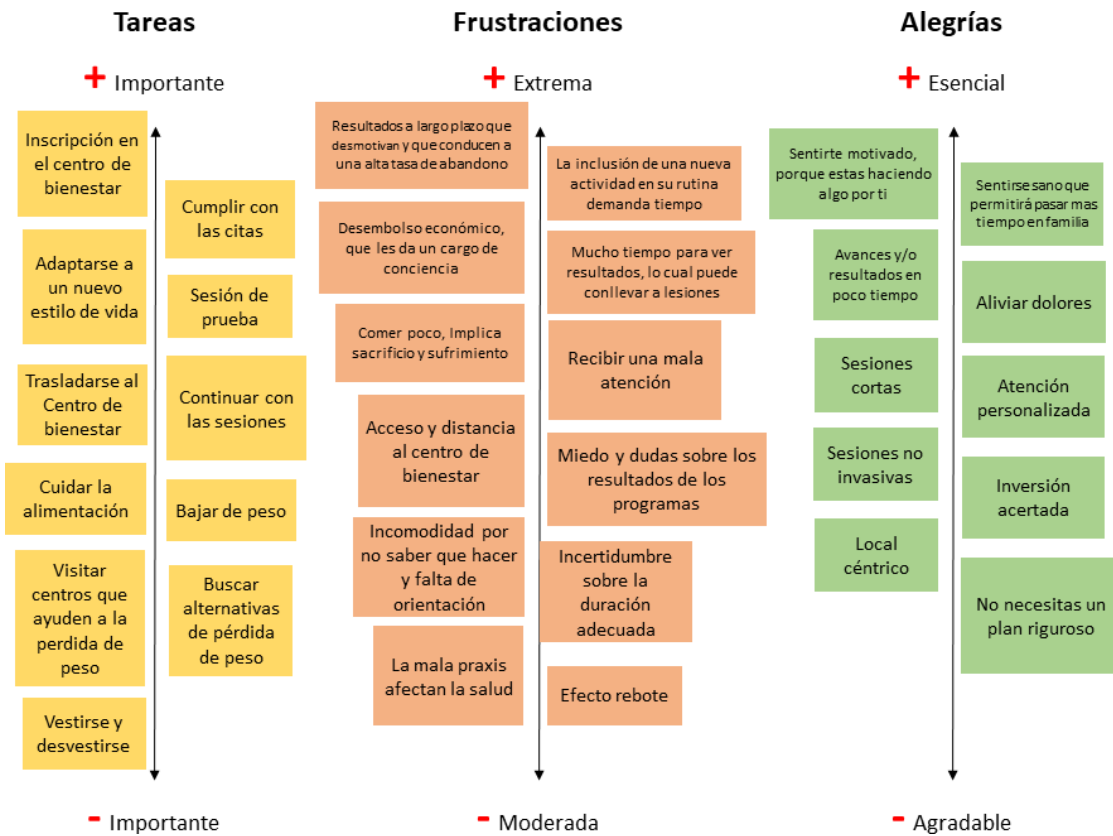 Tareas
+ Importante
Inscripción en
el centro de
bienestar
Cumplir con
las citas
Adaptarse a
un nuevo
estilo de vida
Sesión de
prueba
Trasladarse al
Centro de
bienestar
Continuar con
las sesiones
Cuidar la
alimentación
Bajar de peso
Visitar
centros que
ayuden a la
perdida de
peso
Buscar
alternativas
de pérdida
de peso
Vestirse y
desvestirse
- Importante
Frustraciones
+ Extrema
Resultados a largo plazo que
desmotivan y que conducen a
una alta tasa de abandono
La inclusión de una nueva
actividad en su rutina
demanda tiempo
Desembolso económico,
que les da un cargo de
conciencia
Mucho tiempo para ver
resultados, lo cual puede
conllevar a lesiones
Comer poco, Implica
sacrificio y sufrimiento
Recibir una mala
atención
Acceso y distancia
al centro de
bienestar
Miedo y dudas sobre los
resultados de los
programas
Incomodidad por
no saber que hacer
y falta de
orientación
Incertidumbre
sobre la
duración
adecuada
La mala praxis
afectan la salud
Efecto rebote
- Moderada
Alegrías
+ Esencial
Sentirte motivado,
porque estas haciendo
algo por ti
Sentirse sano que
permitirá pasar mas
tiempo en familia
Avances y/o
resultados en
poco tiempo
Aliviar dolores
Sesiones
cortas
Atención
personalizada
Sesiones no
invasivas
Inversión
acertada
Local
céntrico
No necesitas un
plan riguroso
- Agradable